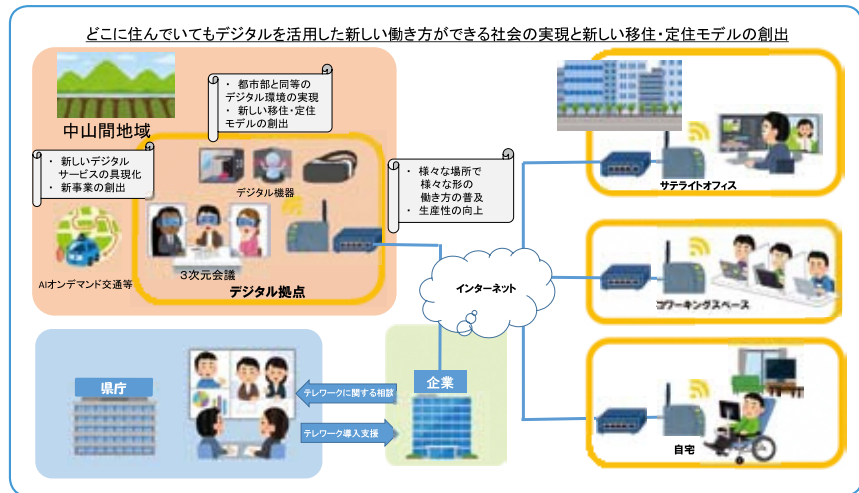 どこに住んでいてもデジタルを活用した新しい働き方ができる社会の実現と新しい移住・定住モデルの創出
・ 都市部と同等の
デジタル環境の実現
・ 新しい移住・定住
モデルの創出
中山間地域
・ 新しいデジタル
サービスの具現化
・ 新事業の創出
デジタル機器
・ 様々な場所で
様々な形の
働き方の普及
・ 生産性の向上
サテライトオフィス
AIオンデマンド交通等
3次元会議
デジタル拠点
インターネット
コワーキングスペース
県庁
テレワークに関する相談
企業
テレワーク導入支援
自宅